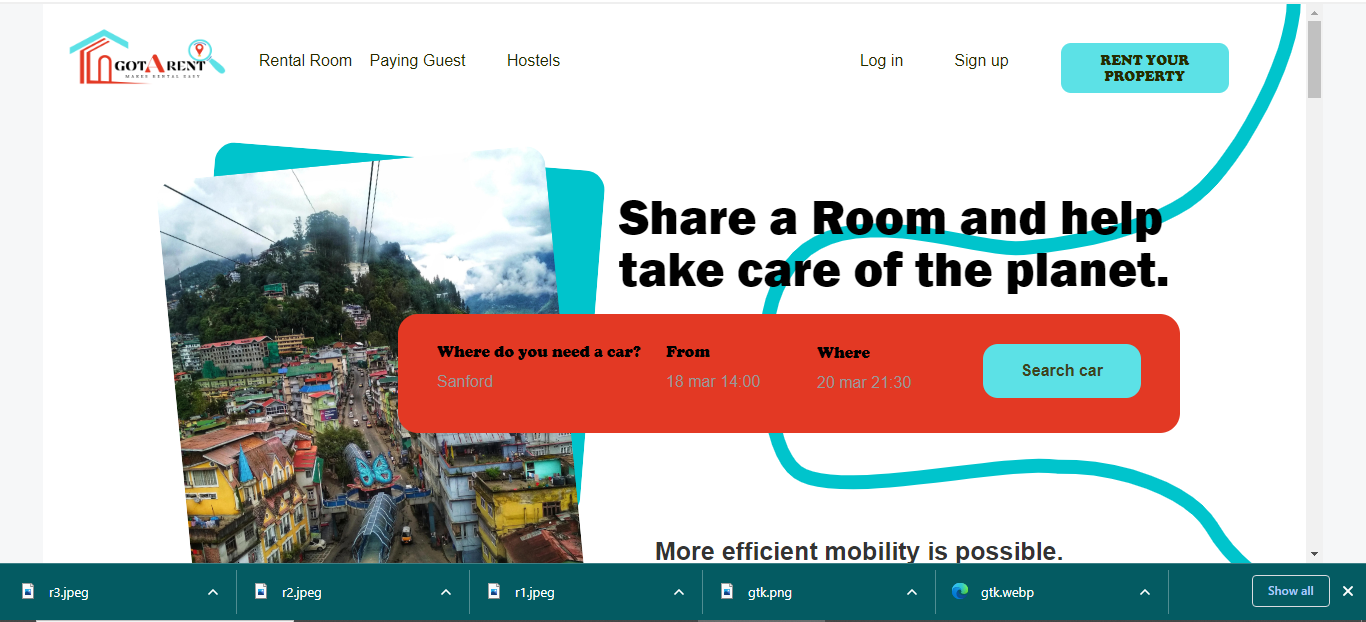 GOTARENT
MAKES RENTAL EASY
Rental Room
Paying Guest
Hostels
Log in
Sign up
RENT YOUR
PROPERTY
Share a Room and help
take care of the planet.
Where do you need a car?
Sanford
From
18 mar 14:00
Where
20 mar 21:30
Search car
More efficient mobility is possible.
r3.jpeg
r2.jpeg
r1.jpeg
gtk.png
gtk.webp
Show all